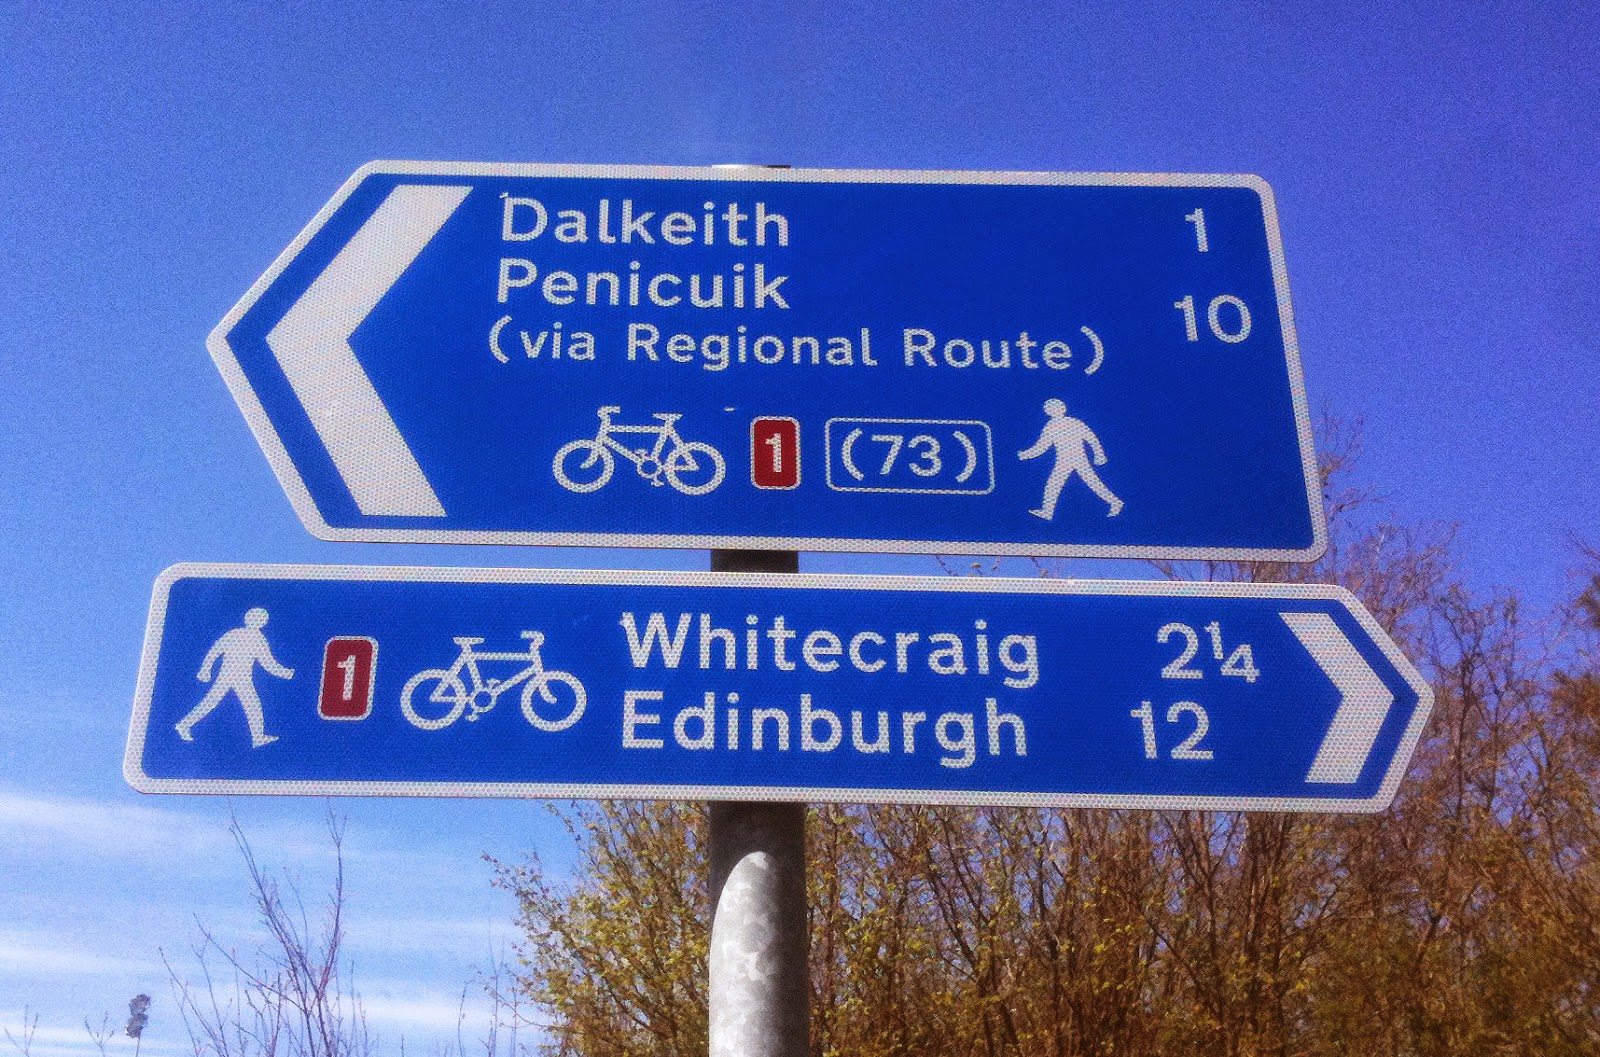 Dalkeith 1
Penicuik 10
(via Regional Route)
1 (73)
Whitecraig 2¼
1
Edinburgh 12